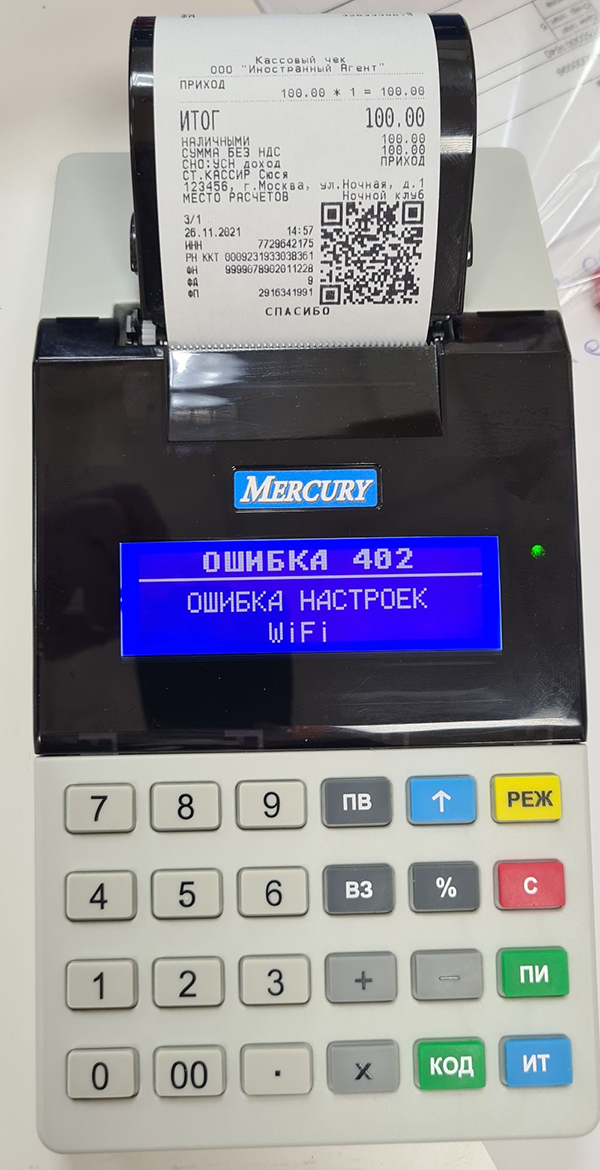 Кассовый чек
ООО "Иностранный Агент"
ПРИХОД
100.00 * 1 = 100.00
ИТОГ 100.00
НАЛИЧНЫМИ 100.00
СУММА БЕЗ НДС 100.00
СНО:УСН доход ПРИХОД
СТ.КАССИР Сюся
123456, г.Москва, ул.Ночная, д.1
МЕСТО РАСЧЕТОВ Ночной клуб
3/1
26.11.2021 14:57
ИНН 7729642175
РН ККТ 0009231933038361
ФН 9999078902011228
ФД 9
ФП 2916341991
СПАСИБО
MERCURY
ОШИБКА 402
ОШИБКА НАСТРОЕК
WiFi
7 8 9 ПВ ↑ РЕЖ
4 5 6 ВЗ % С
1 2 3 + − ПИ
0 00 . X КОД ИТ